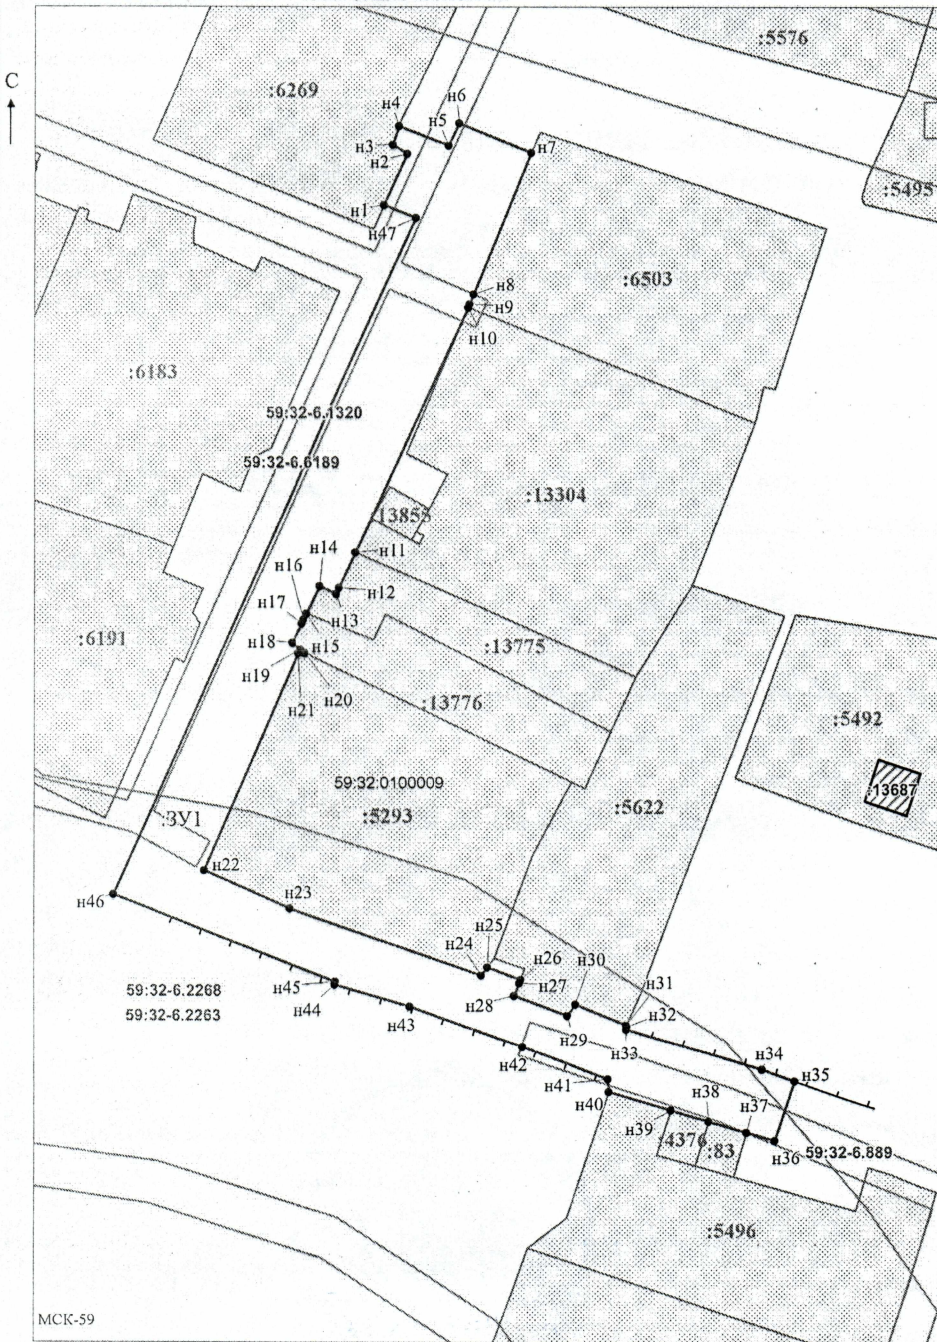 :5576
С
:6269
н4
н6
н5
н3
н2
н7
:5495
н1
н47
:6503
н8
н9
н10
:6183
59:32-6.1320
59:32-6.6189
:13304
13855
н11
н14
н16
н12
н17
н13
н18
н15
:6191
:13775
н19
н20
н21
:13776
:5492
59:32:0100009
:13687
:5293
:5622
:ЗУ1
н22
н46
н23
н25
н24
н26
н30
н27
н31
59:32-6.2268
н45
н28
н32
н44
59:32-6.2263
н29
н33
н43
н34
н42
н35
н41
н38
н37
н40
н39
:4376
:83
н36
59:32-6.889
:5496
МСК-59